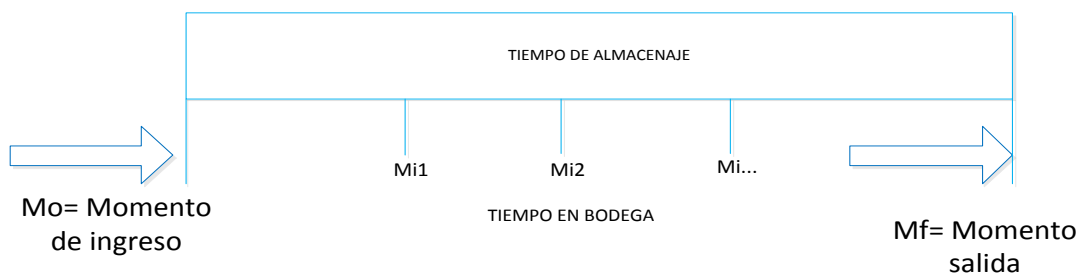 TIEMPO DE ALMACENAJE
Mi1
Mi2
Mi...
Mo= Momento
de ingreso
TIEMPO EN BODEGA
Mf= Momento
salida